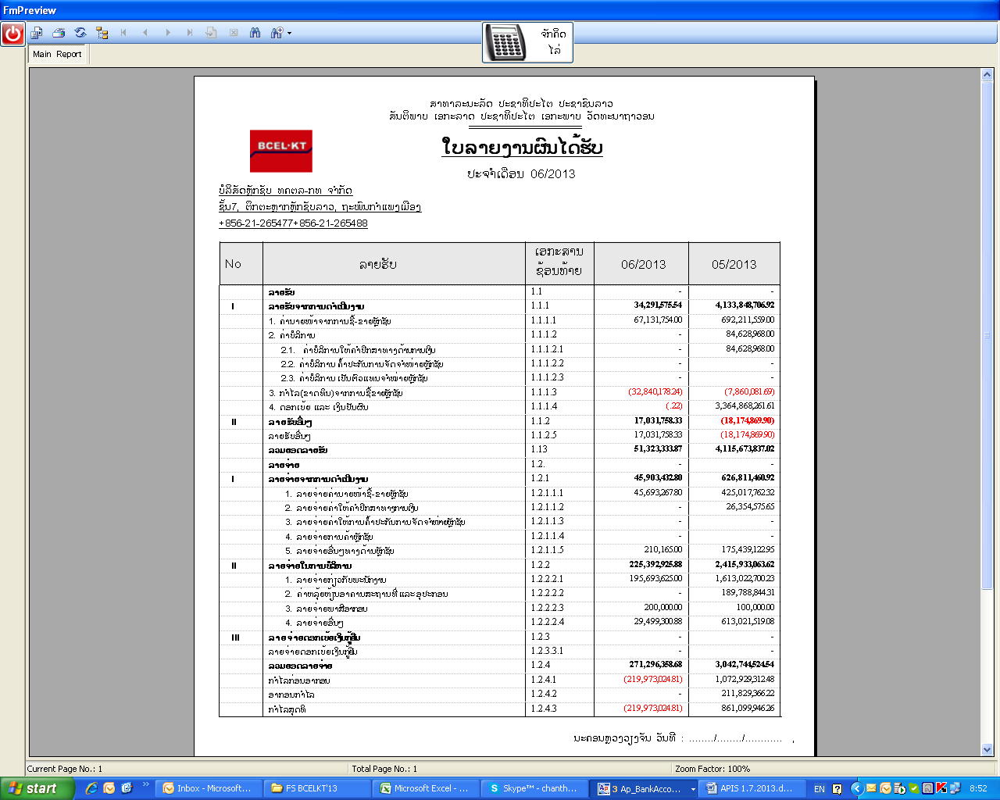 FmPreview
ຈັກຄິດ
ໄລ່
Main Report
ສາທາລະນະລັດ ປະຊາທິປະໄຕ ປະຊາຊົນລາວ
ສັນຕິພາບ ເອກະລາດ ປະຊາທິປະໄຕ ເອກະພາບ ວັດທະນາຖາວອນ
BCEL-KT
ໃບລາຍງານຜົນໄດ້ຮັບ
ປະຈຳເດືອນ 06/2013
ບໍລິສັດຫຼັກຊັບ ທຄຕລ-ກທ ຈຳກັດ
ຊັ້ນ7, ຕຶກຕະຫຼາດຫຼັກຊັບລາວ, ຖະໜົນກຳແພງເມືອງ
+856-21-265477+856-21-265488
No ລາຍຮັບ ເອກະສານ ຊ້ອນທ້າຍ 06/2013 05/2013
ລາຍຮັບ 1.1 - -
I ລາຍຮັບຈາກການດຳເນີນງານ 1.1.1 34,291,575.54 4,133,848,706.92
1. ຄ່ານາຍໜ້າຈາກການຊື້-ຂາຍຫຼັກຊັບ 1.1.1.1 67,131,754.00 692,211,559.00
2. ຄ່າບໍລິການ 1.1.1.2 - 84,628,968.00
2.1. ຄ່າບໍລິການໃຫ້ຄຳປຶກສາທາງດ້ານການເງິນ 1.1.1.2.1 - 84,628,968.00
2.2. ຄ່າບໍລິການ ຄ້ຳປະກັນການຈັດຈຳໜ່າຍຫຼັກຊັບ 1.1.1.2.2 - -
2.3. ຄ່າບໍລິການ ເປັນຕົວແທນຈຳໜ່າຍຫຼັກຊັບ 1.1.1.2.3 - -
3. ກຳໄລ(ຂາດທຶນ)ຈາກການຊື້ຂາຍຫຼັກຊັບ 1.1.1.3 (32,840,178.24) (7,860,081.69)
4. ດອກເບ້ຍ ແລະ ເງິນປັນຜົນ 1.1.1.4 (.22) 3,364,868,261.61
II ລາຍຮັບອື່ນໆ 1.1.2 17,031,758.33 (18,174,869.90)
ລາຍຮັບອື່ນໆ 1.1.2.5 17,031,758.33 (18,174,869.90)
ລວມຍອດລາຍຮັບ 1.13 51,323,333.87 4,115,673,837.02
ລາຍຈ່າຍ 1.2. - -
I ລາຍຈ່າຍຈາກການດຳເນີນງານ 1.2.1 45,903,432.80 626,811,460.92
1. ລາຍຈ່າຍຄ່ານາຍໜ້າຊື້-ຂາຍຫຼັກຊັບ 1.2.1.1.1 45,693,267.80 425,017,762.32
2. ລາຍຈ່າຍຄ່າໃຫ້ຄຳປຶກສາທາງການເງິນ 1.2.1.1.2 - 26,354,575.65
3. ລາຍຈ່າຍຄ່າໃຫ້ການຄ້ຳປະກັນການຈັດຈຳໜ່າຍຫຼັກຊັບ 1.2.1.1.3 - -
4. ລາຍຈ່າຍການຄ້າຫຼັກຊັບ 1.2.1.1.4 - -
5. ລາຍຈ່າຍອື່ນໆທາງດ້ານຫຼັກຊັບ 1.2.1.1.5 210,165.00 175,439,122.95
II ລາຍຈ່າຍໃນການບໍລິການ 1.2.2 225,392,925.88 2,415,933,063.62
1. ລາຍຈ່າຍກ່ຽວກັບພະນັກງານ 1.2.2.2.1 195,693,625.00 1,613,022,700.23
2. ຄ່າຫລຸ້ຍຫ້ຽນອາຄານສະຖານທີ່ ແລະ ອຸປະກອນ 1.2.2.2.2 - 189,788,844.31
3. ລາຍຈ່າຍພາສີອາກອນ 1.2.2.2.3 200,000.00 100,000.00
4. ລາຍຈ່າຍອື່ນໆ 1.2.2.2.4 29,499,300.88 613,021,519.08
III ລາຍຈ່າຍດອກເບ້ຍເງິນກູ້ຢືມ 1.2.3 - -
ລາຍຈ່າຍດອກເບ້ຍເງິນກູ້ຢືມ 1.2.3.3.1 - -
ລວມຍອດລາຍຈ່າຍ 1.2.4 271,296,358.68 3,042,744,524.54
ກຳໄລກ່ອນອາກອນ 1.2.4.1 (219,973,024.81) 1,072,929,312.48
ອາກອນກຳໄລ 1.2.4.2 - 211,829,366.22
ກຳໄລສຸດທິ 1.2.4.3 (219,973,024.81) 861,099,946.26
ນະຄອນຫຼວງວຽງຈັນ ວັນທີ : ......../......../............
Current Page No.: 1 Total Page No.: 1 Zoom Factor: 100%
start Inbox - Microsoft... FS BCELKT'13 Microsoft Excel - ... Skype™ - chanth... 3 Ap_BankAcco... APIS 1.7.2013.d... EN 8:52